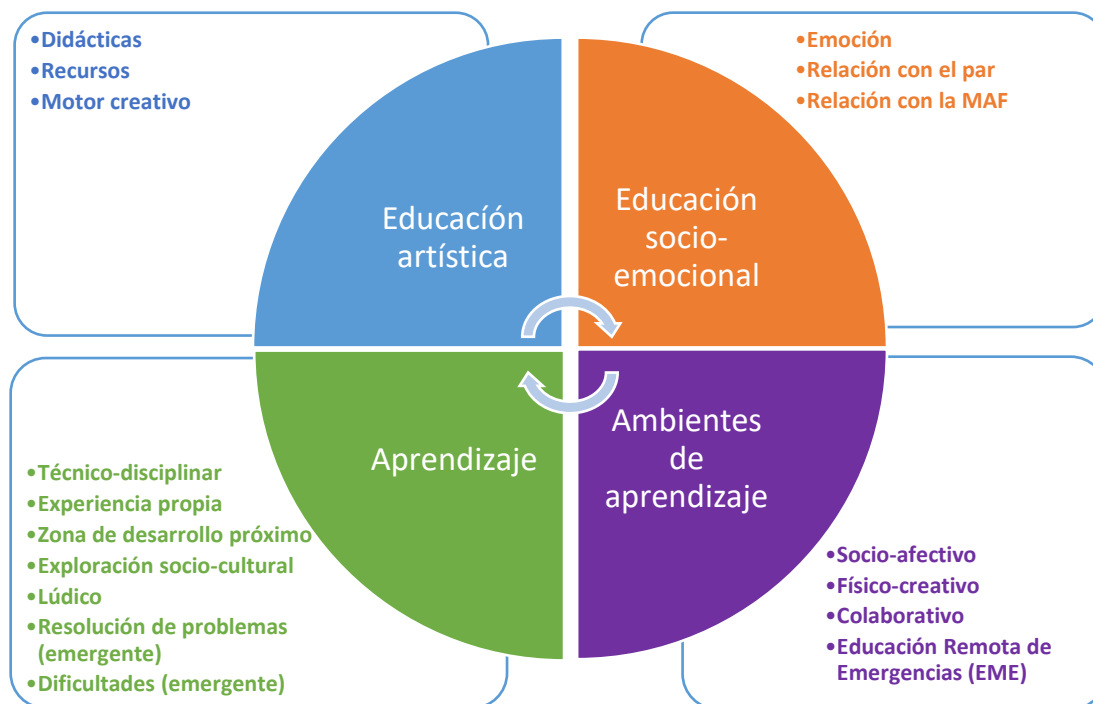 •Didácticas
•Recursos
•Motor creativo
•Emoción
•Relación con el par
•Relación con la MAF
Educacíón
artística
Educación
socio-
emocional
Aprendizaje
Ambientes
de
aprendizaje
•Técnico-disciplinar
•Experiencia propia
•Zona de desarrollo próximo
•Exploración socio-cultural
•Lúdico
•Resolución de problemas
(emergente)
•Dificultades (emergente)
•Socio-afectivo
•Físico-creativo
•Colaborativo
•Educación Remota de
Emergencias (EME)